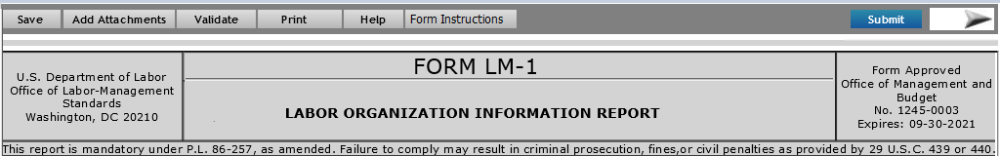 Save Add Attachments Validate Print Help Form Instructions Submit
U.S. Department of Labor
Office of Labor-Management
Standards
Washington, DC 20210
FORM LM-1
LABOR ORGANIZATION INFORMATION REPORT
Form Approved
Office of Management and
Budget
No. 1245-0003
Expires: 09-30-2021
This report is mandatory under P.L. 86-257, as amended. Failure to comply may result in criminal prosecution, fines,or civil penalties as provided by 29 U.S.C. 439 or 440.